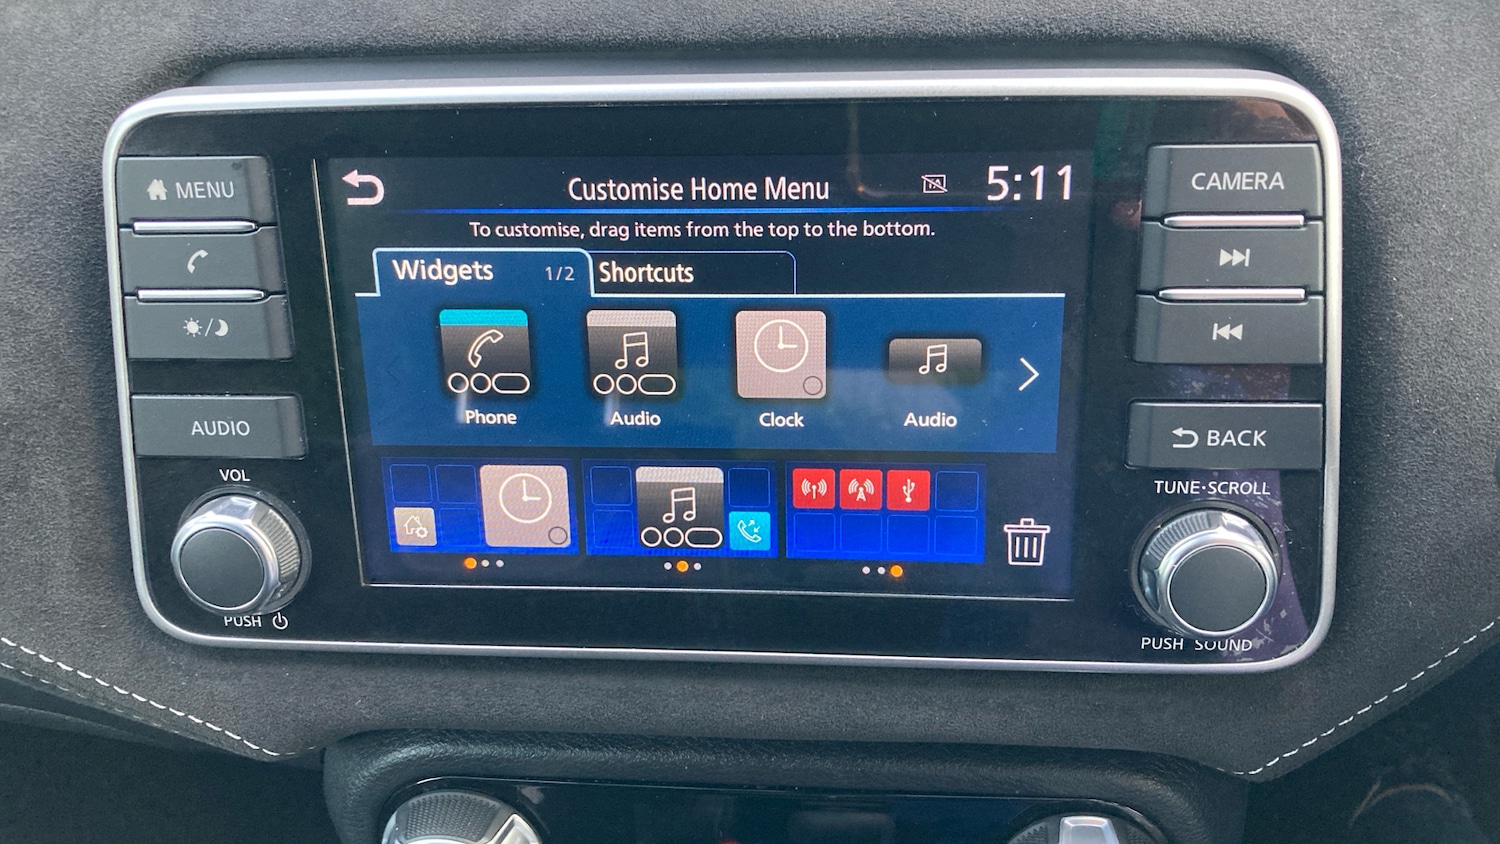 MENU
AUDIO
VOL
PUSH
Customise Home Menu
5:11
To customise, drag items from the top to the bottom.
Widgets 1/2 Shortcuts
Phone Audio Clock Audio
CAMERA
BACK
TUNE·SCROLL
PUSH SOUND